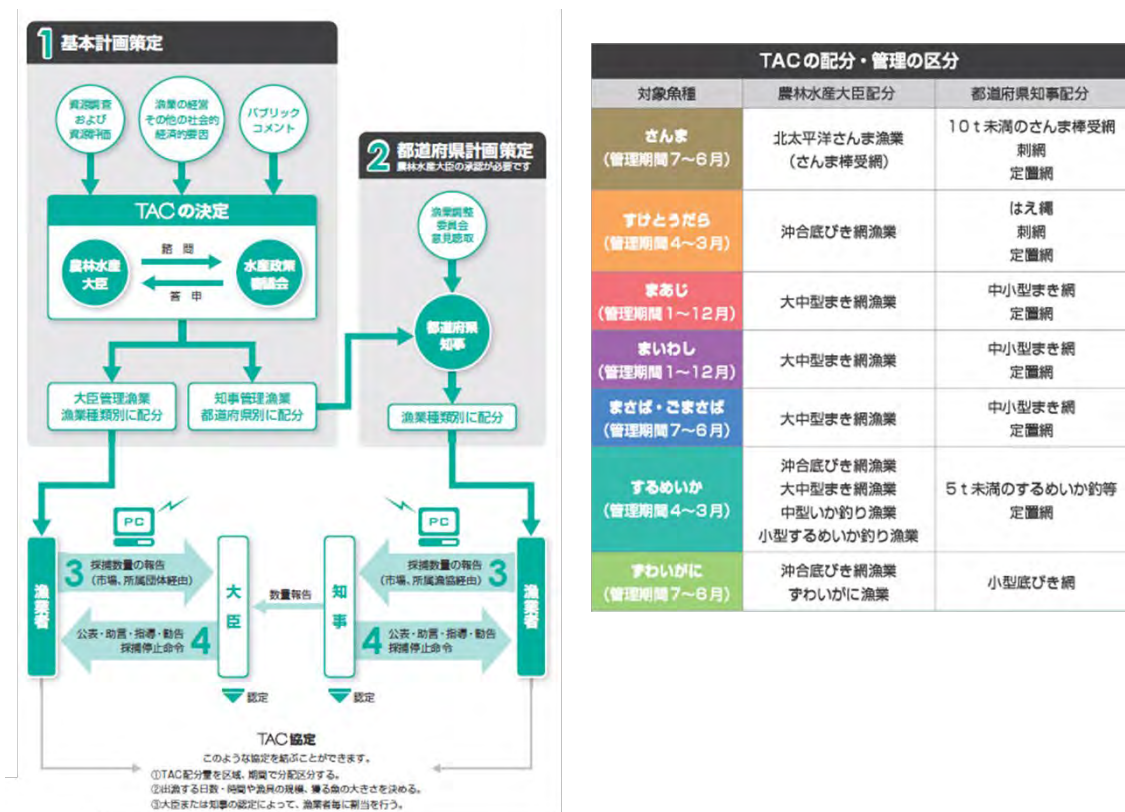 1 基本計画策定
資源調査
および
資源評価
漁業の経営
その他の社会的
経済的要因
パブリック
コメント
TACの決定
農林水産
大臣
諮問
答申
水産政策
審議会
大臣管理漁業
漁業種類別に配分
知事管理漁業
都道府県別に配分
2 都道府県計画策定
農林水産大臣の承認が必要です
漁業調整
委員会
意見聴取
都道府県
知事
漁業種類別に配分
PC
PC
漁業者
3 採捕数量の報告
(市場、所属団体経由)
公表・助言・指導・勧告
採捕停止命令 4
大臣
数量報告
知事
採捕数量の報告
(市場、所属漁協経由) 3
4 公表・助言・指導・勧告
採捕停止命令
漁業者
認定
認定
TAC協定
このような協定を結ぶことができます。
①TAC配分量を区域、期間で分配区分する。
②出漁する日数・時間や漁具の規模、獲る魚の大きさを決める。
③大臣または知事の認定によって、漁業者毎に割当を行う。
TACの配分・管理の区分
対象魚種 農林水産大臣配分 都道府県知事配分
さんま
(管理期間7~6月)
北太平洋さんま漁業
(さんま棒受網)
10t未満のさんま棒受網
刺網
定置網
すけとうだら
(管理期間4~3月)
沖合底びき網漁業
はえ縄
刺網
定置網
まあじ
(管理期間1~12月)
大中型まき網漁業
中小型まき網
定置網
まいわし
(管理期間1~12月)
大中型まき網漁業
中小型まき網
定置網
まさば・ごまさば
(管理期間7~6月)
大中型まき網漁業
中小型まき網
定置網
するめいか
(管理期間4~3月)
沖合底びき網漁業
大中型まき網漁業
中型いか釣り漁業
小型するめいか釣り漁業
5t未満のするめいか釣等
定置網
ずわいがに
(管理期間7~6月)
沖合底びき網漁業
ずわいがに漁業
小型底びき網